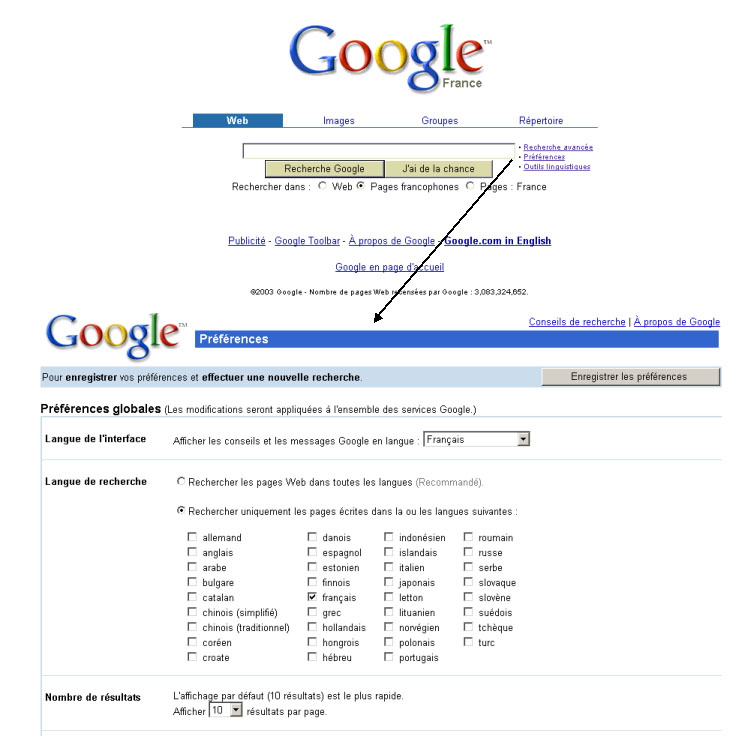 Google™
France
Web Images Groupes Répertoire
• Recherche avancée
• Préférences
• Outils linguistiques
Recherche Google J'ai de la chance
Rechercher dans : Web Pages francophones Pages : France
Publicité - Google Toolbar - À propos de Google - Google.com in English
Google en page d'accueil
©2003 Google - Nombre de pages Web recensées par Google : 3,083,324,652.
Google™
Conseils de recherche | À propos de Google
Préférences
Pour enregistrer vos préférences et effectuer une nouvelle recherche. Enregistrer les préférences
Préférences globales (Les modifications seront appliquées á l'ensemble des services Google.)
Langue de l'interface Afficher les conseils et les messages Google en langue : Français
Langue de recherche Rechercher les pages Web dans toutes les langues (Recommandé).
Rechercher uniquement les pages écrites dans la ou les langues suivantes :
allemand danois indonésien roumain
anglais espagnol islandais russe
arabe estonien italien serbe
bulgare finnois japonais slovaque
catalan français letton slovène
chinois (simplifié) grec lituanien suédois
chinois (traditionnel) hollandais norvégien tchèque
coréen hongrois polonais turc
croate hébreu portugais
Nombre de résultats L'affichage par défaut (10 résultats) est le plus rapide.
Afficher 10 résultats par page.